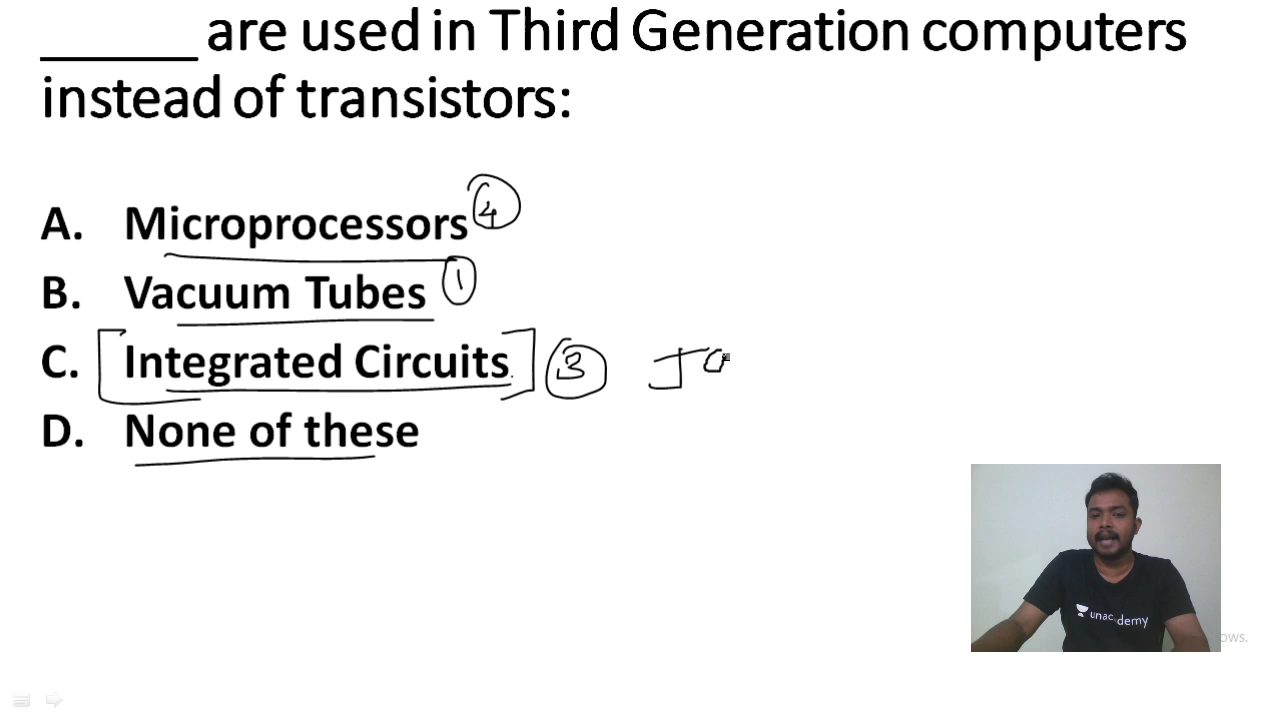 ______ are used in Third Generation computers
instead of transistors:
A. Microprocessors 4
B. Vacuum Tubes 1
C. Integrated Circuits 3 J
D. None of these
unacademy
ows.